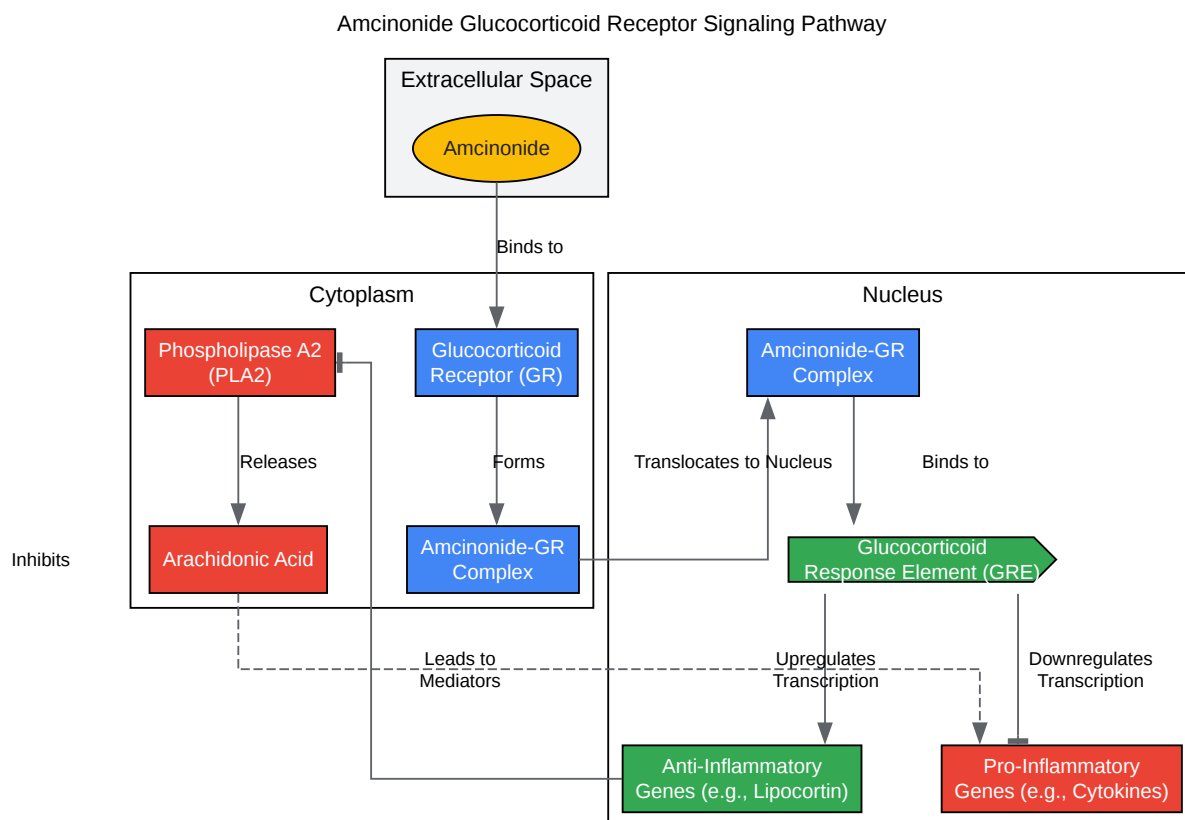 Amcinonide Glucocorticoid Receptor Signaling Pathway
Extracellular Space
Amcinonide
Binds to
Cytoplasm
Nucleus
Phospholipase A2
(PLA2)
Glucocorticoid
Receptor (GR)
Amcinonide-GR
Complex
Releases
Forms
Translocates to Nucleus
Binds to
Inhibits
Arachidonic Acid
Amcinonide-GR
Complex
Glucocorticoid
Response Element (GRE)
Leads to
Mediators
Upregulates
Transcription
Downregulates
Transcription
Anti-Inflammatory
Genes (e.g., Lipocortin)
Pro-Inflammatory
Genes (e.g., Cytokines)